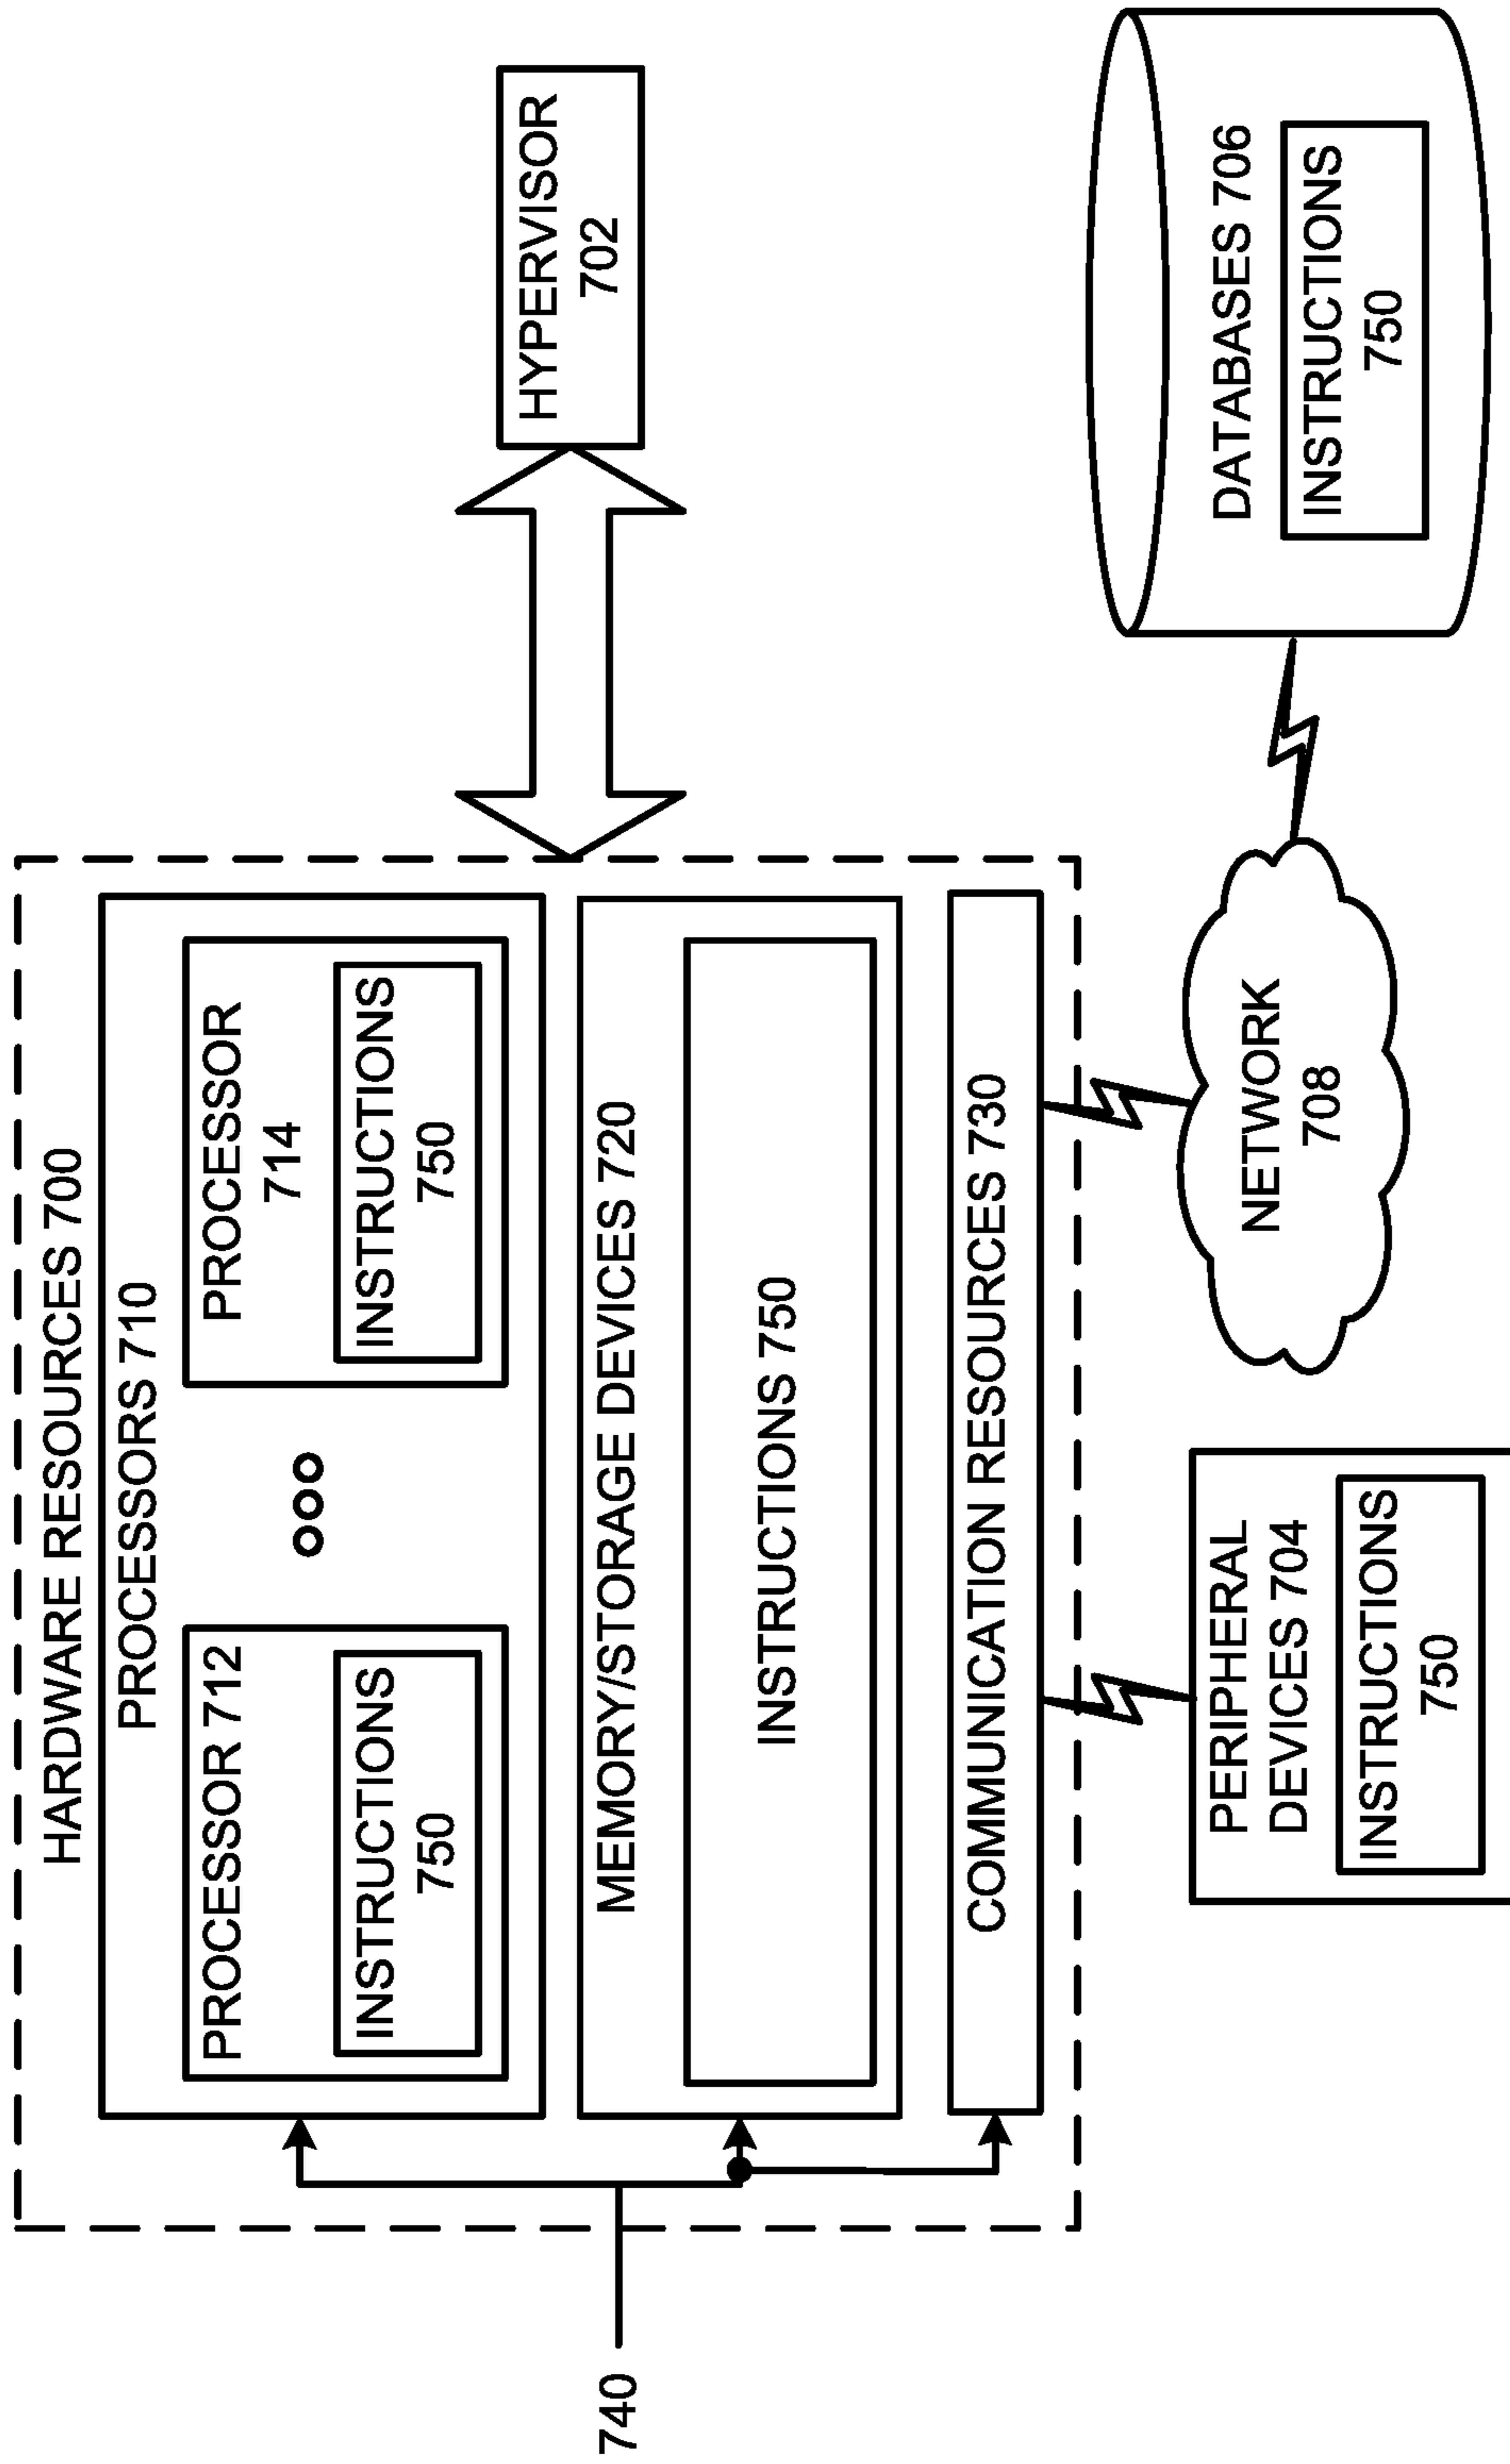 HARDWARE RESOURCES 700
PROCESSORS 710
PROCESSOR 712
INSTRUCTIONS
750
PROCESSOR
714
INSTRUCTIONS
750
HYPERVISOR
702
MEMORY/STORAGE DEVICES 720
INSTRUCTIONS 750
740
COMMUNICATION RESOURCES 730
PERIPHERAL
DEVICES 704
INSTRUCTIONS
750
NETWORK
708
DATABASES 706
INSTRUCTIONS
750